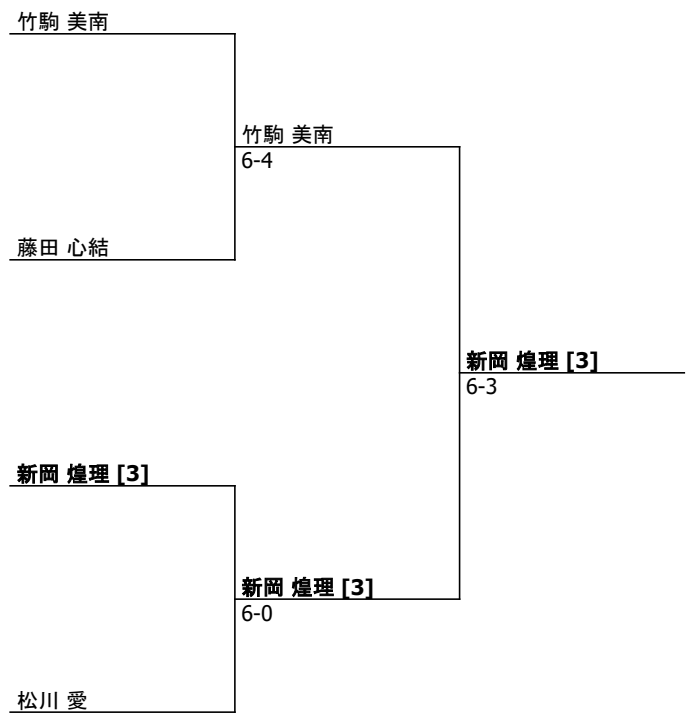 竹駒 美南
竹駒 美南
6-4
藤田 心結
新岡 煌理 [3]
6-3
新岡 煌理 [3]
新岡 煌理 [3]
6-0
松川 愛